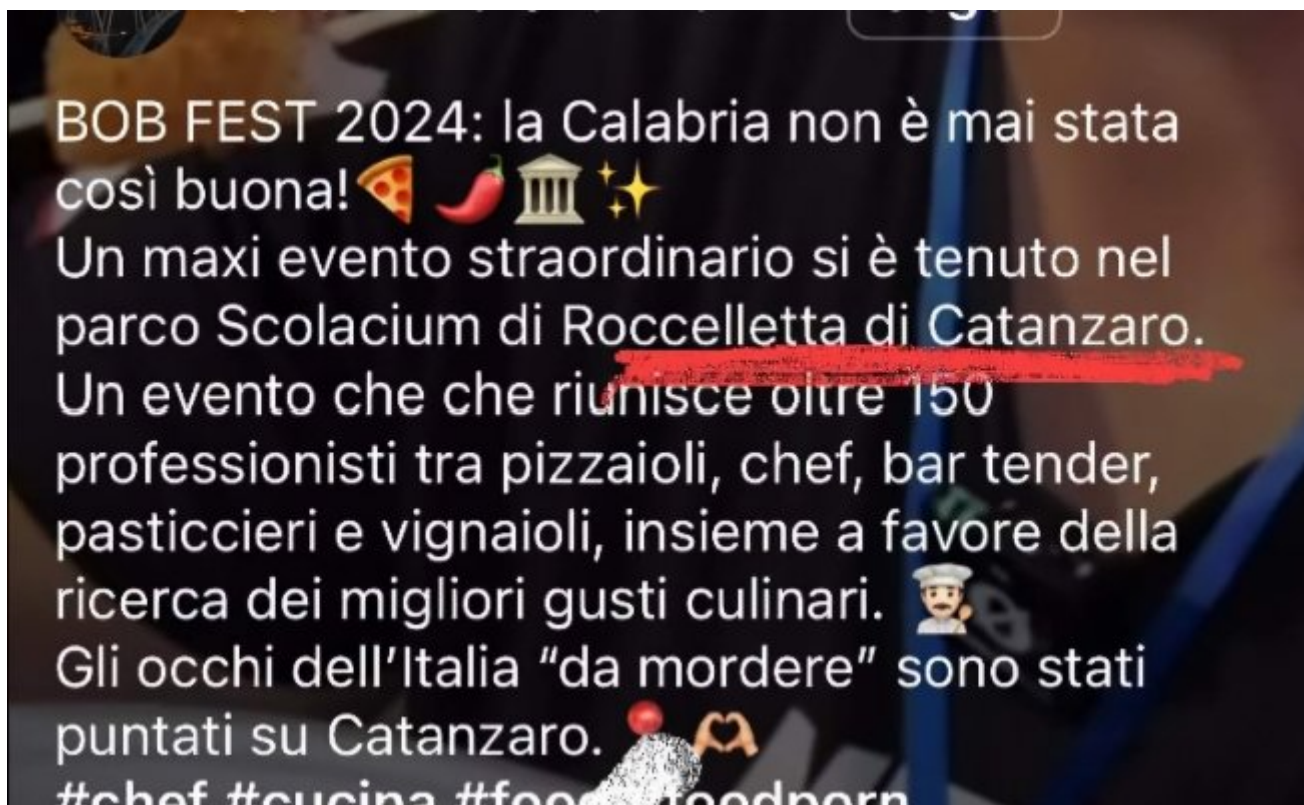 BOB FEST 2024: la Calabria non è mai stata
così buona!🍕🌶️🏛️✨
Un maxi evento straordinario si è tenuto nel
parco Scolacium di Roccelletta di Catanzaro.
Un evento che che riunisce oltre 150
professionisti tra pizzaioli, chef, bar tender,
pasticcieri e vignaioli, insieme a favore della
ricerca dei migliori gusti culinari. 👨🏻‍🍳
Gli occhi dell’Italia “da mordere” sono stati
puntati su Catanzaro. 📍🫶🏼
#chef #cucina #foodporn